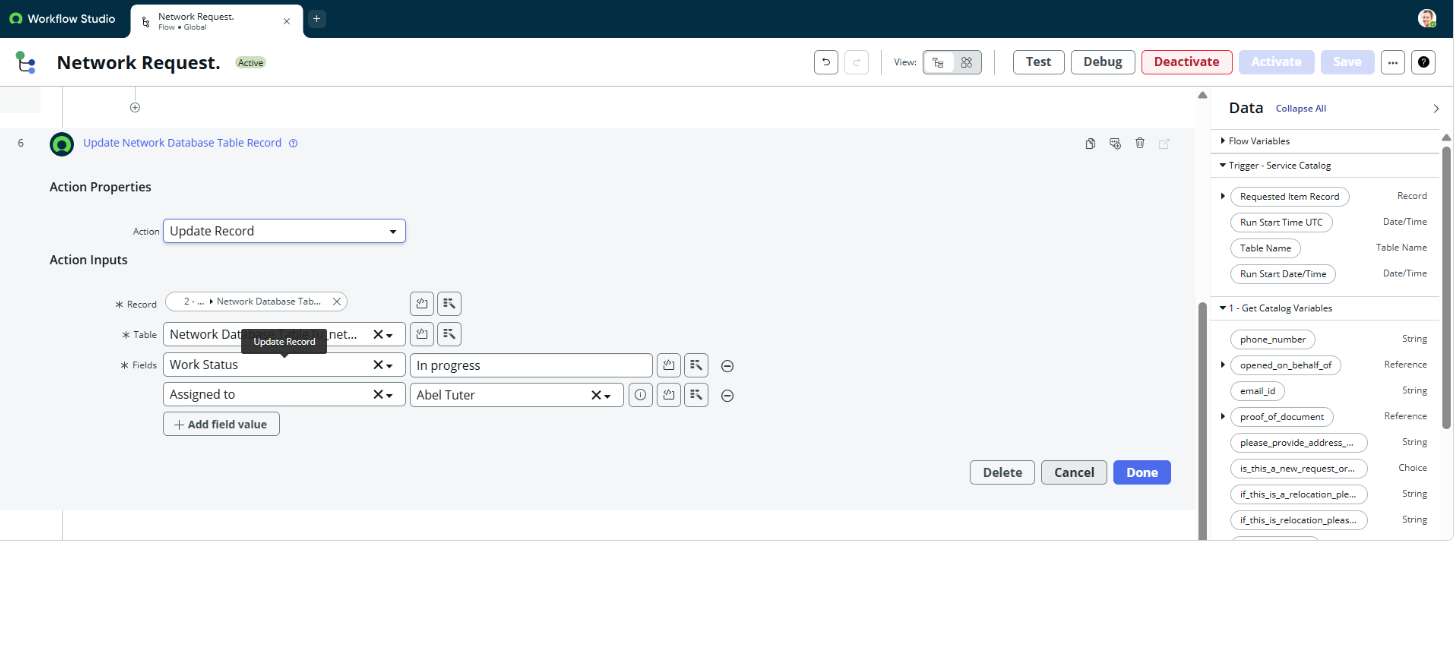 Workflow Studio
Network Request.
Flow • Global
Network Request.
Active
View:
Test
Debug
Deactivate
Activate
Save
6
Update Network Database Table Record
Action Properties
Action
Update Record
Action Inputs
* Record
2 - ... ▸ Network Database Tab...
* Table
Network Dat net...
Update Record
* Fields
Work Status
In progress
Assigned to
Abel Tuter
+ Add field value
Delete
Cancel
Done
Data
Collapse All
Flow Variables
Trigger - Service Catalog
Requested Item Record
Record
Run Start Time UTC
Date/Time
Table Name
Table Name
Run Start Date/Time
Date/Time
1 - Get Catalog Variables
phone_number
String
opened_on_behalf_of
Reference
email_id
String
proof_of_document
Reference
please_provide_address_...
String
is_this_a_new_request_or...
Choice
if_this_is_a_relocation_ple...
String
if_this_is_relocation_pleas...
String